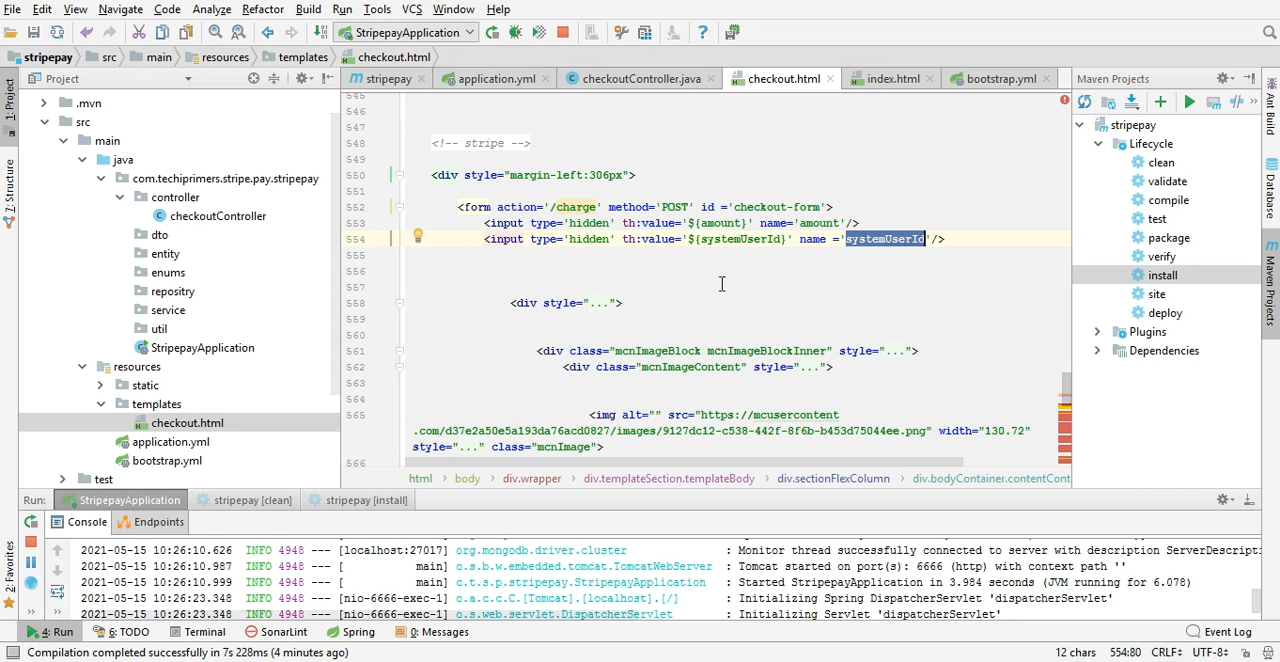 File Edit View Navigate Code Analyze Refactor Build Run Tools VCS Window Help
StripepayApplication
stripepay src main resources templates checkout.html
Project
stripepay application.yml checkoutController.java checkout.html index.html bootstrap.yml
Maven Projects
1: Project
Z: Structure
2: Favorites
Ant Build
Database
Maven Projects
.mvn
src
main
java
com.techiprimers.stripe.pay.stripepay
controller
checkoutController
dto
entity
enums
repositry
service
util
StripepayApplication
resources
static
templates
checkout.html
application.yml
bootstrap.yml
test
545
546
547
548 <!-- stripe -->
549
550 <div style="margin-left:306px">
551
552 <form action='/charge' method='POST' id ='checkout-form'>
553 <input type='hidden' th:value='${amount}' name='amount'/>
554 <input type='hidden' th:value='${systemUserId}' name ='systemUserId'/>
555
556
557
558 <div style="...">
559
560
561 <div class="mcnImageBlock mcnImageBlockInner" style="...">
562 <div class="mcnImageContent" style="...">
563
564
565 <img alt="" src="https://mcusercontent
.com/d37e2a50e5a193da76acd0827/images/9127dc12-c538-442f-8f6b-b453d75044ee.png" width="130.72"
style="..." class="mcnImage">
566
html body div.wrapper div.templateSection.templateBody div.sectionFlexColumn div.bodyContainer.contentCont
stripepay
Lifecycle
clean
validate
compile
test
package
verify
install
site
deploy
Plugins
Dependencies
Run: StripepayApplication stripepay [clean] stripepay [install]
Console Endpoints
2021-05-15 10:26:10.626 INFO 4948 --- [localhost:27017] org.mongodb.driver.cluster : Monitor thread successfully connected to server with description ServerDescripti
2021-05-15 10:26:10.987 INFO 4948 --- [ main] o.s.b.w.embedded.tomcat.TomcatWebServer : Tomcat started on port(s): 6666 (http) with context path ''
2021-05-15 10:26:10.999 INFO 4948 --- [ main] c.t.s.p.stripepay.StripepayApplication : Started StripepayApplication in 3.984 seconds (JVM running for 6.078)
2021-05-15 10:26:23.348 INFO 4948 --- [nio-6666-exec-1] o.a.c.c.C.[Tomcat].[localhost].[/] : Initializing Spring DispatcherServlet 'dispatcherServlet'
2021-05-15 10:26:23.348 INFO 4948 --- [nio-6666-exec-1] o.s.web.servlet.DispatcherServlet : Initializing Servlet 'dispatcherServlet'
4: Run 6: TODO Terminal SonarLint Spring 0: Messages Event Log
Compilation completed successfully in 7s 228ms (4 minutes ago) 12 chars 554:80 CRLF UTF-8